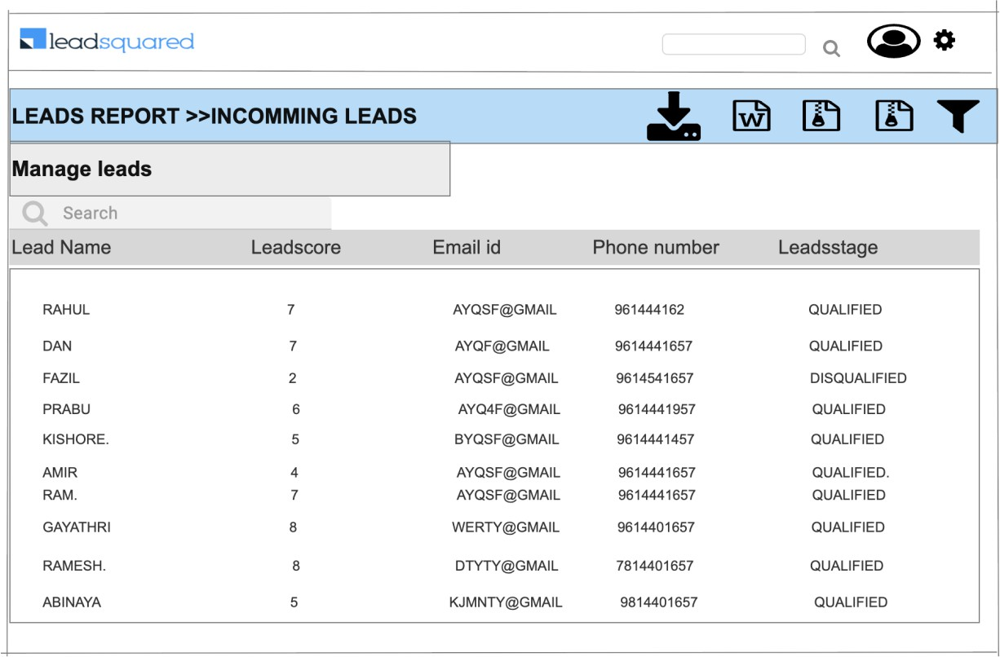 leadsquared
LEADS REPORT >>INCOMMING LEADS
W
Manage leads
Search
Lead Name Leadscore Email id Phone number Leadsstage
RAHUL 7 AYQSF@GMAIL 961444162 QUALIFIED
DAN 7 AYQF@GMAIL 9614441657 QUALIFIED
FAZIL 2 AYQSF@GMAIL 9614541657 DISQUALIFIED
PRABU 6 AYQ4F@GMAIL 9614441957 QUALIFIED
KISHORE. 5 BYQSF@GMAIL 9614441457 QUALIFIED
AMIR 4 AYQSF@GMAIL 9614441657 QUALIFIED.
RAM. 7 AYQSF@GMAIL 9614441657 QUALIFIED
GAYATHRI 8 WERTY@GMAIL 9614401657 QUALIFIED
RAMESH. 8 DTYTY@GMAIL 7814401657 QUALIFIED
ABINAYA 5 KJMNTY@GMAIL 9814401657 QUALIFIED